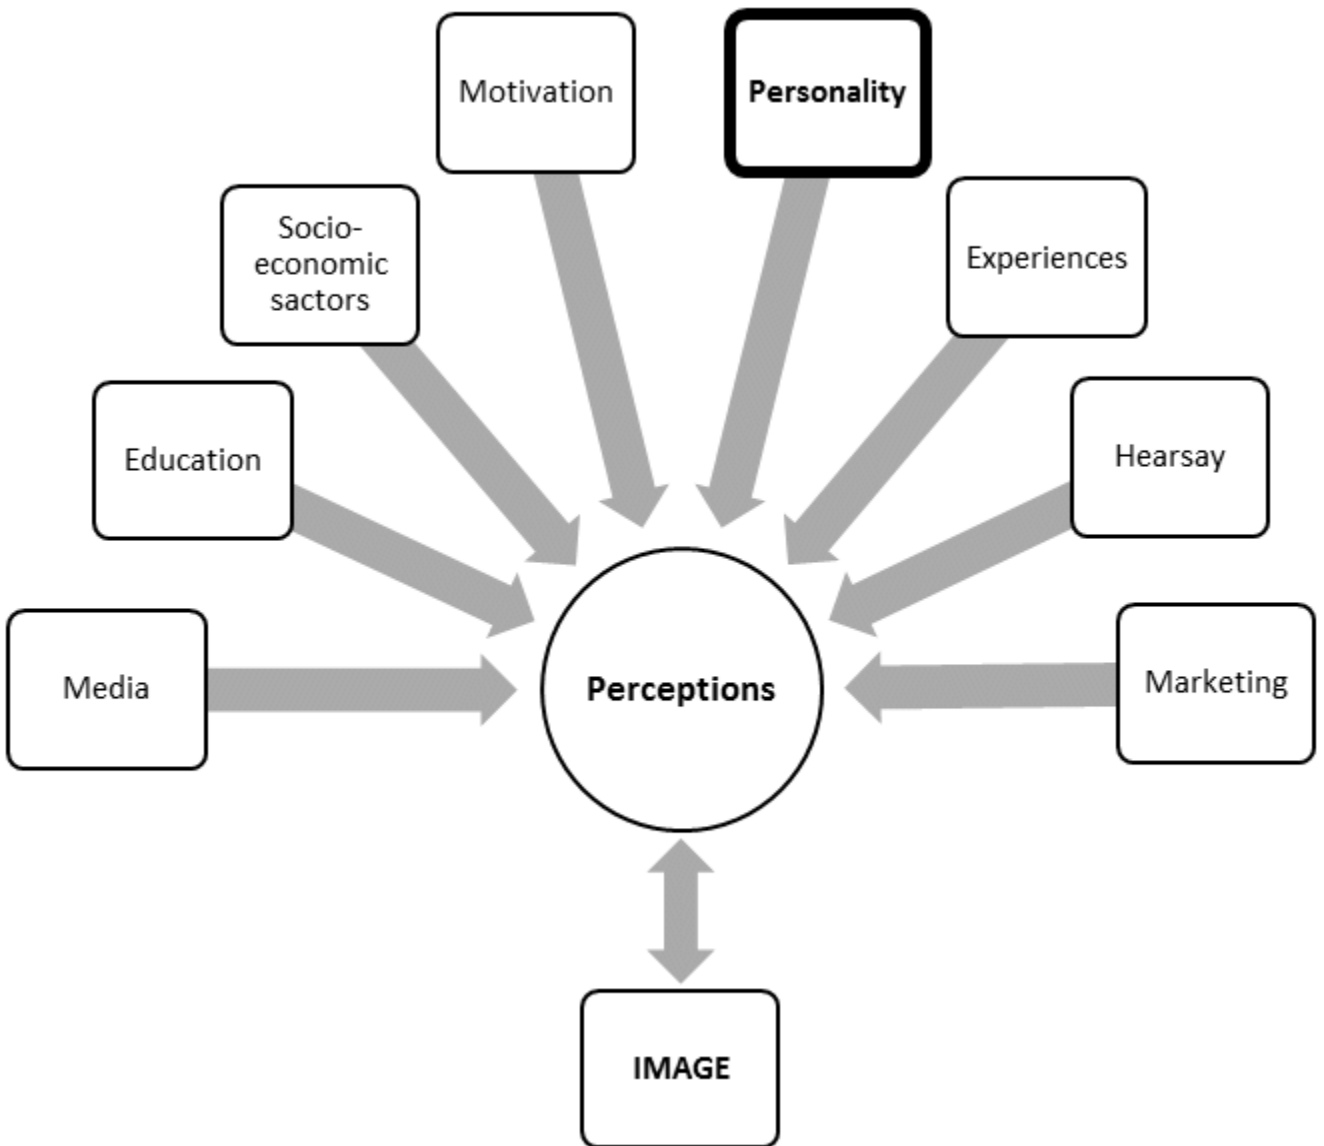 Motivation
Personality
Socio-
economic
sactors
Experiences
Education
Hearsay
Media
Perceptions
Marketing
IMAGE